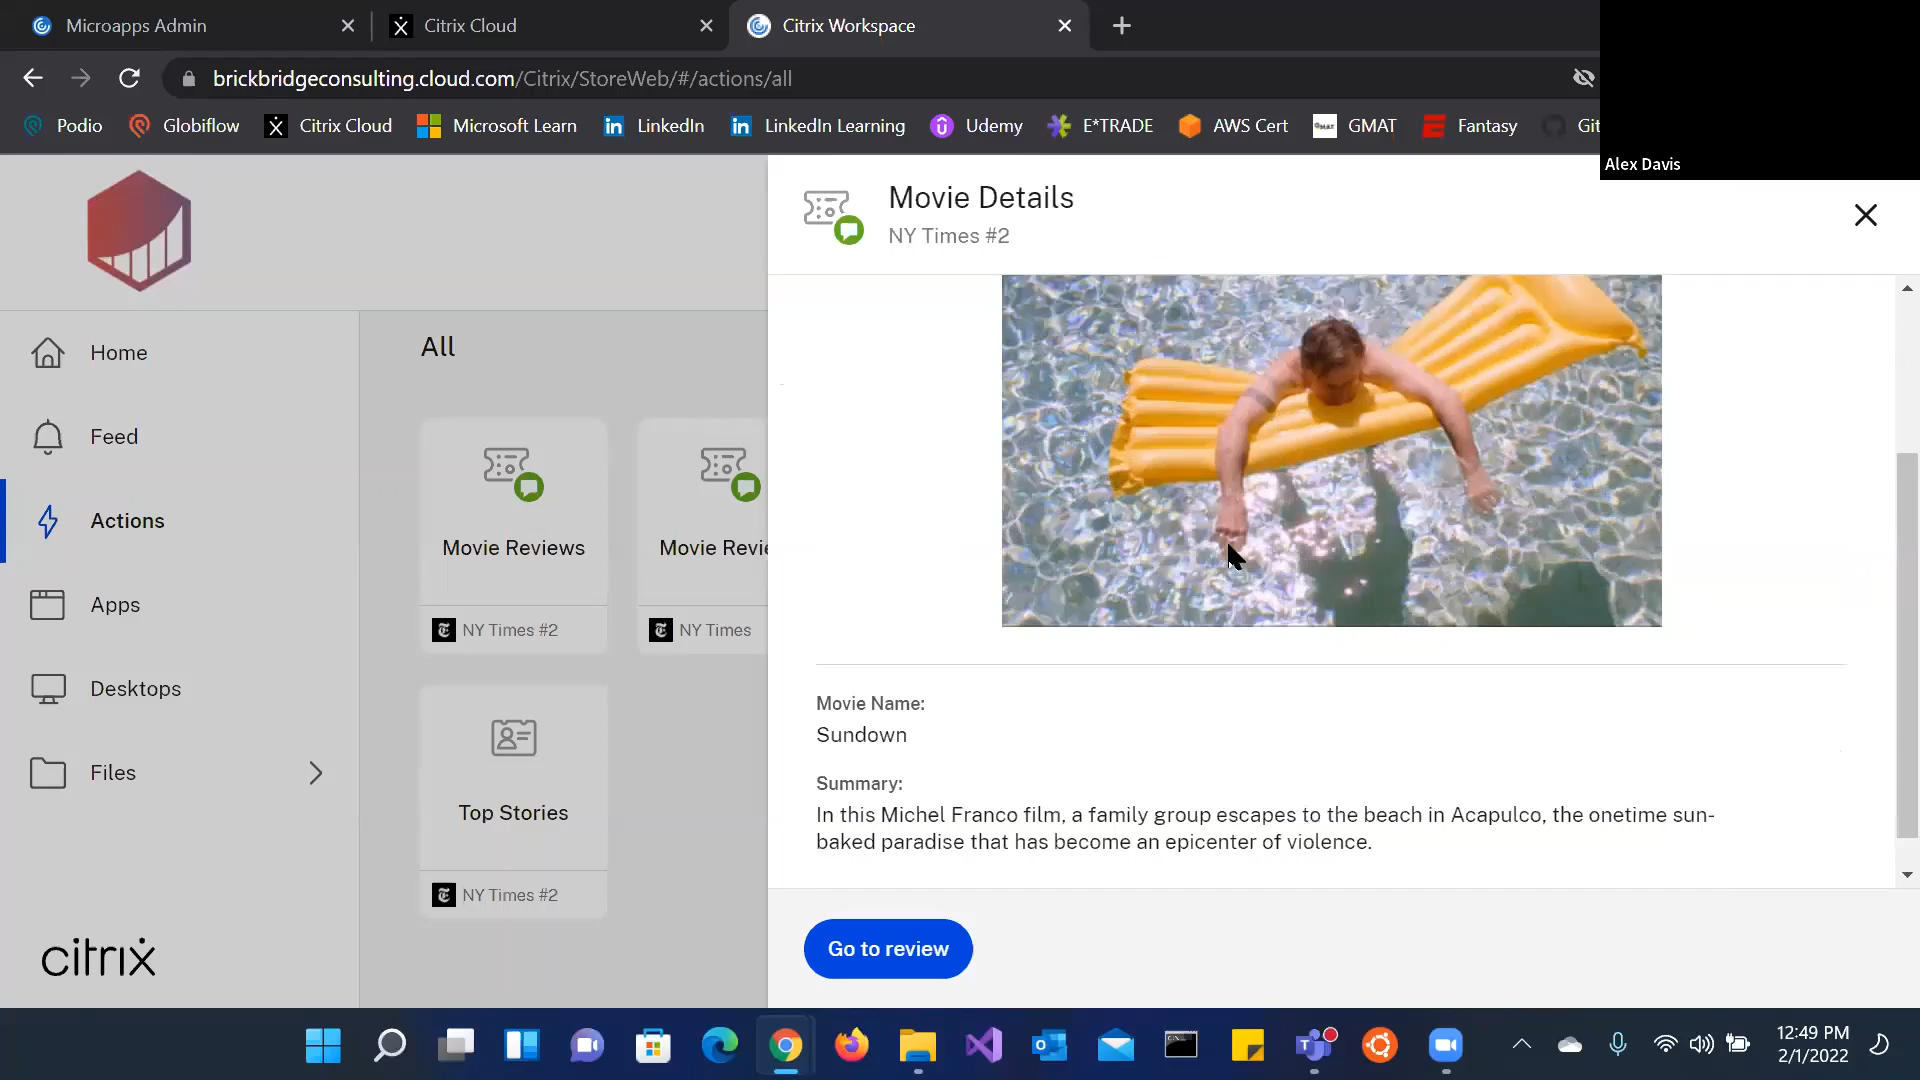 Microapps Admin
Citrix Cloud
Citrix Workspace
brickbridgeconsulting.cloud.com/Citrix/StoreWeb/#/actions/all
Podio
Globiflow
Citrix Cloud
Microsoft Learn
LinkedIn
LinkedIn Learning
Udemy
E*TRADE
AWS Cert
GMAT
Fantasy
Git
Alex Davis
Home
Feed
Actions
Apps
Desktops
Files
citrix
All
Movie Reviews
NY Times #2
Movie Revie
NY Times
Top Stories
NY Times #2
Movie Details
NY Times #2
Movie Name:
Sundown
Summary:
In this Michel Franco film, a family group escapes to the beach in Acapulco, the onetime sun-
baked paradise that has become an epicenter of violence.
Go to review
12:49 PM
2/1/2022